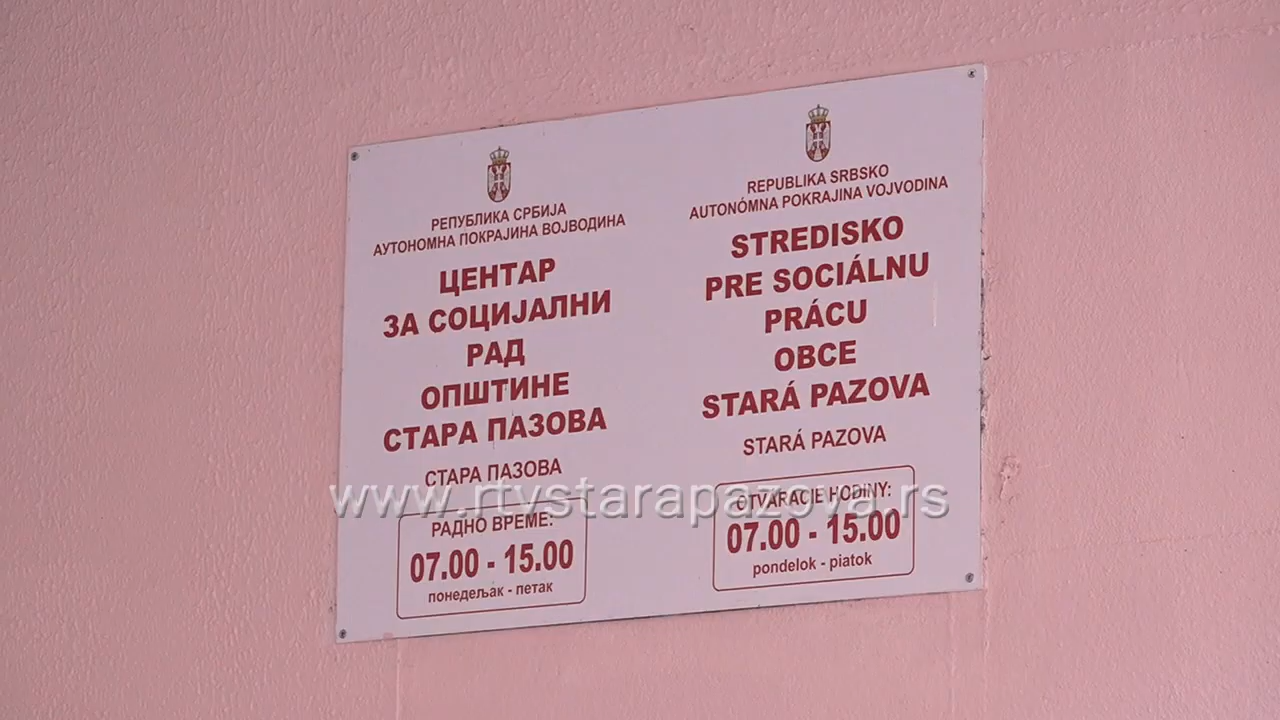 РЕПУБЛИКА СРБИЈА
АУТОНОМНА ПОКРАЈИНА ВОЈВОДИНА
ЦЕНТАР
ЗА СОЦИЈАЛНИ
РАД
ОПШТИНЕ
СТАРА ПАЗОВА
СТАРА ПАЗОВА
РАДНО ВРЕМЕ:
07.00 - 15.00
понедељак - петак
REPUBLIKA SRBSKO
AUTONÓMNA POKRAJINA VOJVODINA
STREDISKO
PRE SOCIÁLNU
PRÁCU
OBCE
STARÁ PAZOVA
STARÁ PAZOVA
OTVARACIE HODINY:
07.00 - 15.00
pondelok - piatok
www.rtvstarapazova.rs